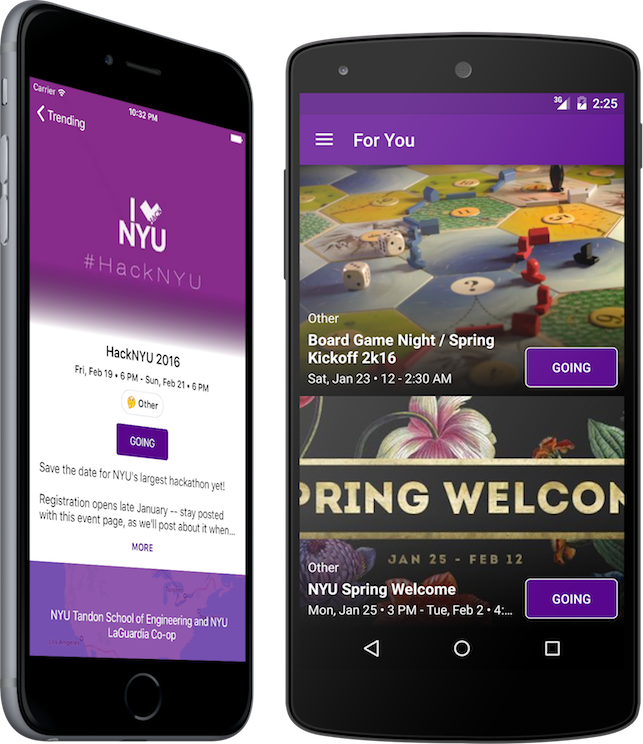 Carrier
10:32 PM
Trending
I
NYU
#HackNYU
HackNYU 2016
Fri, Feb 19 • 6 PM - Sun, Feb 21 • 6 PM
🤔 Other
GOING
Save the date for NYU's largest hackathon yet!
Registration opens late January -- stay posted
with this event page, as we'll post about it when...
MORE
NYU Tandon School of Engineering and NYU
LaGuardia Co-op
Los Angeles
3G 2:25
For You
?
Other
Board Game Night / Spring
Kickoff 2k16
Sat, Jan 23 • 12 - 2:30 AM
GOING
PRING WELCOM
JAN 25 - FEB 12
Other
NYU Spring Welcome
Mon, Jan 25 • 3 PM - Tue, Feb 2 • 4:...
GOING